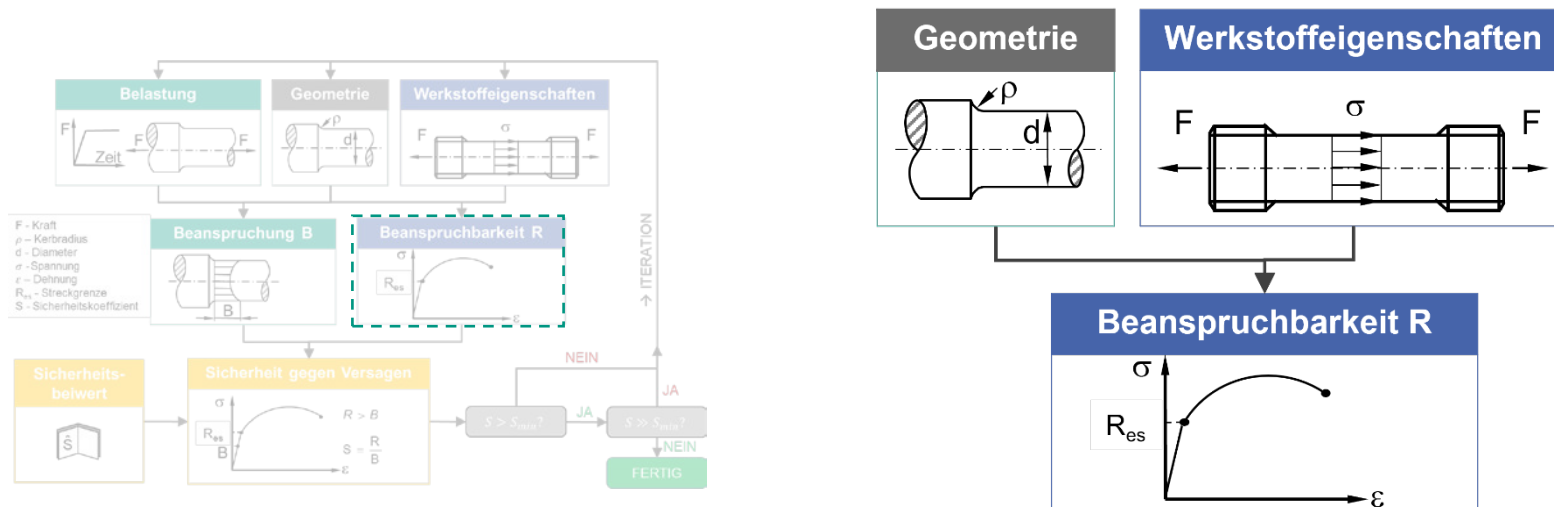 Belastung
Geometrie
Werkstoffeigenschaften
F
Zeit
F
F
ρ
d
σ
F
F
F - Kraft
ρ – Kerbradius
d - Diameter
σ - Spannung
ε – Dehnung
Res - Streckgrenze
S - Sicherheitskoeffizient
Beanspruchung B
B
Beanspruchbarkeit R
σ
Res
ε
→ ITERATION
Sicherheits-
beiwert
S
Sicherheit gegen Versagen
σ
Res
B
ε
R > B
S = R/B
NEIN
S > Smin?
JA
S ≫ Smin?
JA
NEIN
FERTIG
Geometrie
ρ
d
Werkstoffeigenschaften
σ
F
F
Beanspruchbarkeit R
σ
Res
ε